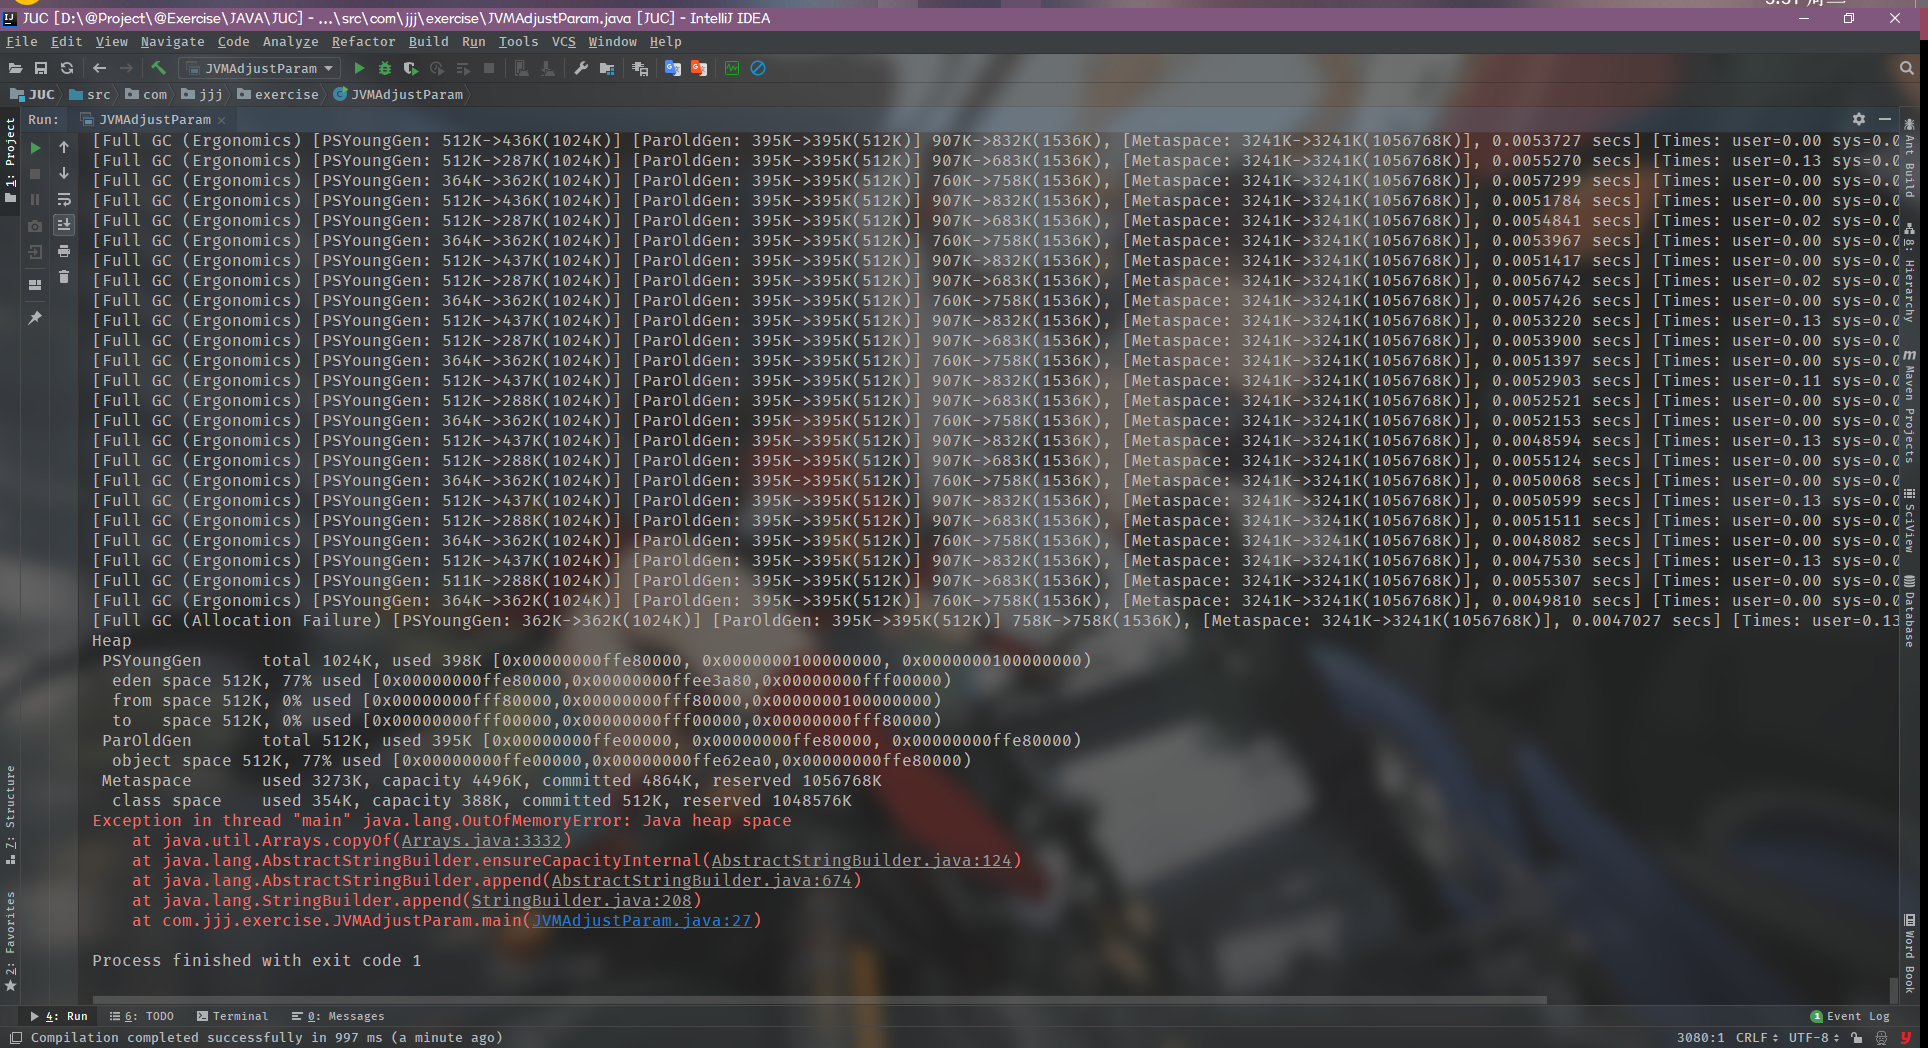 JUC [D:\@Project\@Exercise\JAVA\JUC] - ...\src\com\jjj\exercise\JVMAdjustParam.java [JUC] - IntelliJ IDEA
File Edit View Navigate Code Analyze Refactor Build Run Tools VCS Window Help
JVMAdjustParam
JUC src com jjj exercise JVMAdjustParam
Run: JVMAdjustParam
[Full GC (Ergonomics) [PSYoungGen: 512K->436K(1024K)] [ParOldGen: 395K->395K(512K)] 907K->832K(1536K), [Metaspace: 3241K->3241K(1056768K)], 0.0053727 secs] [Times: user=0.00 sys=0.0
[Full GC (Ergonomics) [PSYoungGen: 512K->287K(1024K)] [ParOldGen: 395K->395K(512K)] 907K->683K(1536K), [Metaspace: 3241K->3241K(1056768K)], 0.0055270 secs] [Times: user=0.13 sys=0.0
[Full GC (Ergonomics) [PSYoungGen: 364K->362K(1024K)] [ParOldGen: 395K->395K(512K)] 760K->758K(1536K), [Metaspace: 3241K->3241K(1056768K)], 0.0057299 secs] [Times: user=0.00 sys=0.0
[Full GC (Ergonomics) [PSYoungGen: 512K->436K(1024K)] [ParOldGen: 395K->395K(512K)] 907K->832K(1536K), [Metaspace: 3241K->3241K(1056768K)], 0.0051784 secs] [Times: user=0.00 sys=0.0
[Full GC (Ergonomics) [PSYoungGen: 512K->287K(1024K)] [ParOldGen: 395K->395K(512K)] 907K->683K(1536K), [Metaspace: 3241K->3241K(1056768K)], 0.0054841 secs] [Times: user=0.02 sys=0.0
[Full GC (Ergonomics) [PSYoungGen: 364K->362K(1024K)] [ParOldGen: 395K->395K(512K)] 760K->758K(1536K), [Metaspace: 3241K->3241K(1056768K)], 0.0053967 secs] [Times: user=0.00 sys=0.0
[Full GC (Ergonomics) [PSYoungGen: 512K->437K(1024K)] [ParOldGen: 395K->395K(512K)] 907K->832K(1536K), [Metaspace: 3241K->3241K(1056768K)], 0.0051417 secs] [Times: user=0.00 sys=0.0
[Full GC (Ergonomics) [PSYoungGen: 512K->287K(1024K)] [ParOldGen: 395K->395K(512K)] 907K->683K(1536K), [Metaspace: 3241K->3241K(1056768K)], 0.0056742 secs] [Times: user=0.02 sys=0.0
[Full GC (Ergonomics) [PSYoungGen: 364K->362K(1024K)] [ParOldGen: 395K->395K(512K)] 760K->758K(1536K), [Metaspace: 3241K->3241K(1056768K)], 0.0057426 secs] [Times: user=0.00 sys=0.0
[Full GC (Ergonomics) [PSYoungGen: 512K->437K(1024K)] [ParOldGen: 395K->395K(512K)] 907K->832K(1536K), [Metaspace: 3241K->3241K(1056768K)], 0.0053220 secs] [Times: user=0.13 sys=0.0
[Full GC (Ergonomics) [PSYoungGen: 512K->287K(1024K)] [ParOldGen: 395K->395K(512K)] 907K->683K(1536K), [Metaspace: 3241K->3241K(1056768K)], 0.0053900 secs] [Times: user=0.00 sys=0.0
[Full GC (Ergonomics) [PSYoungGen: 364K->362K(1024K)] [ParOldGen: 395K->395K(512K)] 760K->758K(1536K), [Metaspace: 3241K->3241K(1056768K)], 0.0051397 secs] [Times: user=0.00 sys=0.0
[Full GC (Ergonomics) [PSYoungGen: 512K->437K(1024K)] [ParOldGen: 395K->395K(512K)] 907K->832K(1536K), [Metaspace: 3241K->3241K(1056768K)], 0.0052903 secs] [Times: user=0.11 sys=0.0
[Full GC (Ergonomics) [PSYoungGen: 512K->288K(1024K)] [ParOldGen: 395K->395K(512K)] 907K->683K(1536K), [Metaspace: 3241K->3241K(1056768K)], 0.0052521 secs] [Times: user=0.00 sys=0.0
[Full GC (Ergonomics) [PSYoungGen: 364K->362K(1024K)] [ParOldGen: 395K->395K(512K)] 760K->758K(1536K), [Metaspace: 3241K->3241K(1056768K)], 0.0052153 secs] [Times: user=0.00 sys=0.0
[Full GC (Ergonomics) [PSYoungGen: 512K->437K(1024K)] [ParOldGen: 395K->395K(512K)] 907K->832K(1536K), [Metaspace: 3241K->3241K(1056768K)], 0.0048594 secs] [Times: user=0.13 sys=0.0
[Full GC (Ergonomics) [PSYoungGen: 512K->288K(1024K)] [ParOldGen: 395K->395K(512K)] 907K->683K(1536K), [Metaspace: 3241K->3241K(1056768K)], 0.0055124 secs] [Times: user=0.00 sys=0.0
[Full GC (Ergonomics) [PSYoungGen: 364K->362K(1024K)] [ParOldGen: 395K->395K(512K)] 760K->758K(1536K), [Metaspace: 3241K->3241K(1056768K)], 0.0050068 secs] [Times: user=0.00 sys=0.0
[Full GC (Ergonomics) [PSYoungGen: 512K->437K(1024K)] [ParOldGen: 395K->395K(512K)] 907K->832K(1536K), [Metaspace: 3241K->3241K(1056768K)], 0.0050599 secs] [Times: user=0.13 sys=0.0
[Full GC (Ergonomics) [PSYoungGen: 512K->288K(1024K)] [ParOldGen: 395K->395K(512K)] 907K->683K(1536K), [Metaspace: 3241K->3241K(1056768K)], 0.0051511 secs] [Times: user=0.00 sys=0.0
[Full GC (Ergonomics) [PSYoungGen: 364K->362K(1024K)] [ParOldGen: 395K->395K(512K)] 760K->758K(1536K), [Metaspace: 3241K->3241K(1056768K)], 0.0048082 secs] [Times: user=0.00 sys=0.0
[Full GC (Ergonomics) [PSYoungGen: 512K->437K(1024K)] [ParOldGen: 395K->395K(512K)] 907K->832K(1536K), [Metaspace: 3241K->3241K(1056768K)], 0.0047530 secs] [Times: user=0.13 sys=0.0
[Full GC (Ergonomics) [PSYoungGen: 511K->288K(1024K)] [ParOldGen: 395K->395K(512K)] 907K->683K(1536K), [Metaspace: 3241K->3241K(1056768K)], 0.0055307 secs] [Times: user=0.00 sys=0.0
[Full GC (Ergonomics) [PSYoungGen: 364K->362K(1024K)] [ParOldGen: 395K->395K(512K)] 760K->758K(1536K), [Metaspace: 3241K->3241K(1056768K)], 0.0049810 secs] [Times: user=0.00 sys=0.0
[Full GC (Allocation Failure) [PSYoungGen: 362K->362K(1024K)] [ParOldGen: 395K->395K(512K)] 758K->758K(1536K), [Metaspace: 3241K->3241K(1056768K)], 0.0047027 secs] [Times: user=0.13
Heap
PSYoungGen total 1024K, used 398K [0x00000000ffe80000, 0x0000000100000000, 0x0000000100000000)
eden space 512K, 77% used [0x00000000ffe80000,0x00000000ffee3a80,0x00000000fff00000)
from space 512K, 0% used [0x00000000fff80000,0x00000000fff80000,0x0000000100000000)
to space 512K, 0% used [0x00000000fff00000,0x00000000fff00000,0x00000000fff80000)
ParOldGen total 512K, used 395K [0x00000000ffe00000, 0x00000000ffe80000, 0x00000000ffe80000)
object space 512K, 77% used [0x00000000ffe00000,0x00000000ffe62ea0,0x00000000ffe80000)
Metaspace used 3273K, capacity 4496K, committed 4864K, reserved 1056768K
class space used 354K, capacity 388K, committed 512K, reserved 1048576K
Exception in thread "main" java.lang.OutOfMemoryError: Java heap space
at java.util.Arrays.copyOf(Arrays.java:3332)
at java.lang.AbstractStringBuilder.ensureCapacityInternal(AbstractStringBuilder.java:124)
at java.lang.AbstractStringBuilder.append(AbstractStringBuilder.java:674)
at java.lang.StringBuilder.append(StringBuilder.java:208)
at com.jjj.exercise.JVMAdjustParam.main(JVMAdjustParam.java:27)
Process finished with exit code 1
1: Project
7: Structure
2: Favorites
Ant Build
8: Hierarchy
Maven Projects
SciView
Database
Word Book
4: Run 6: TODO Terminal 0: Messages 1 Event Log
Compilation completed successfully in 997 ms (a minute ago) 3080:1 CRLF UTF-8